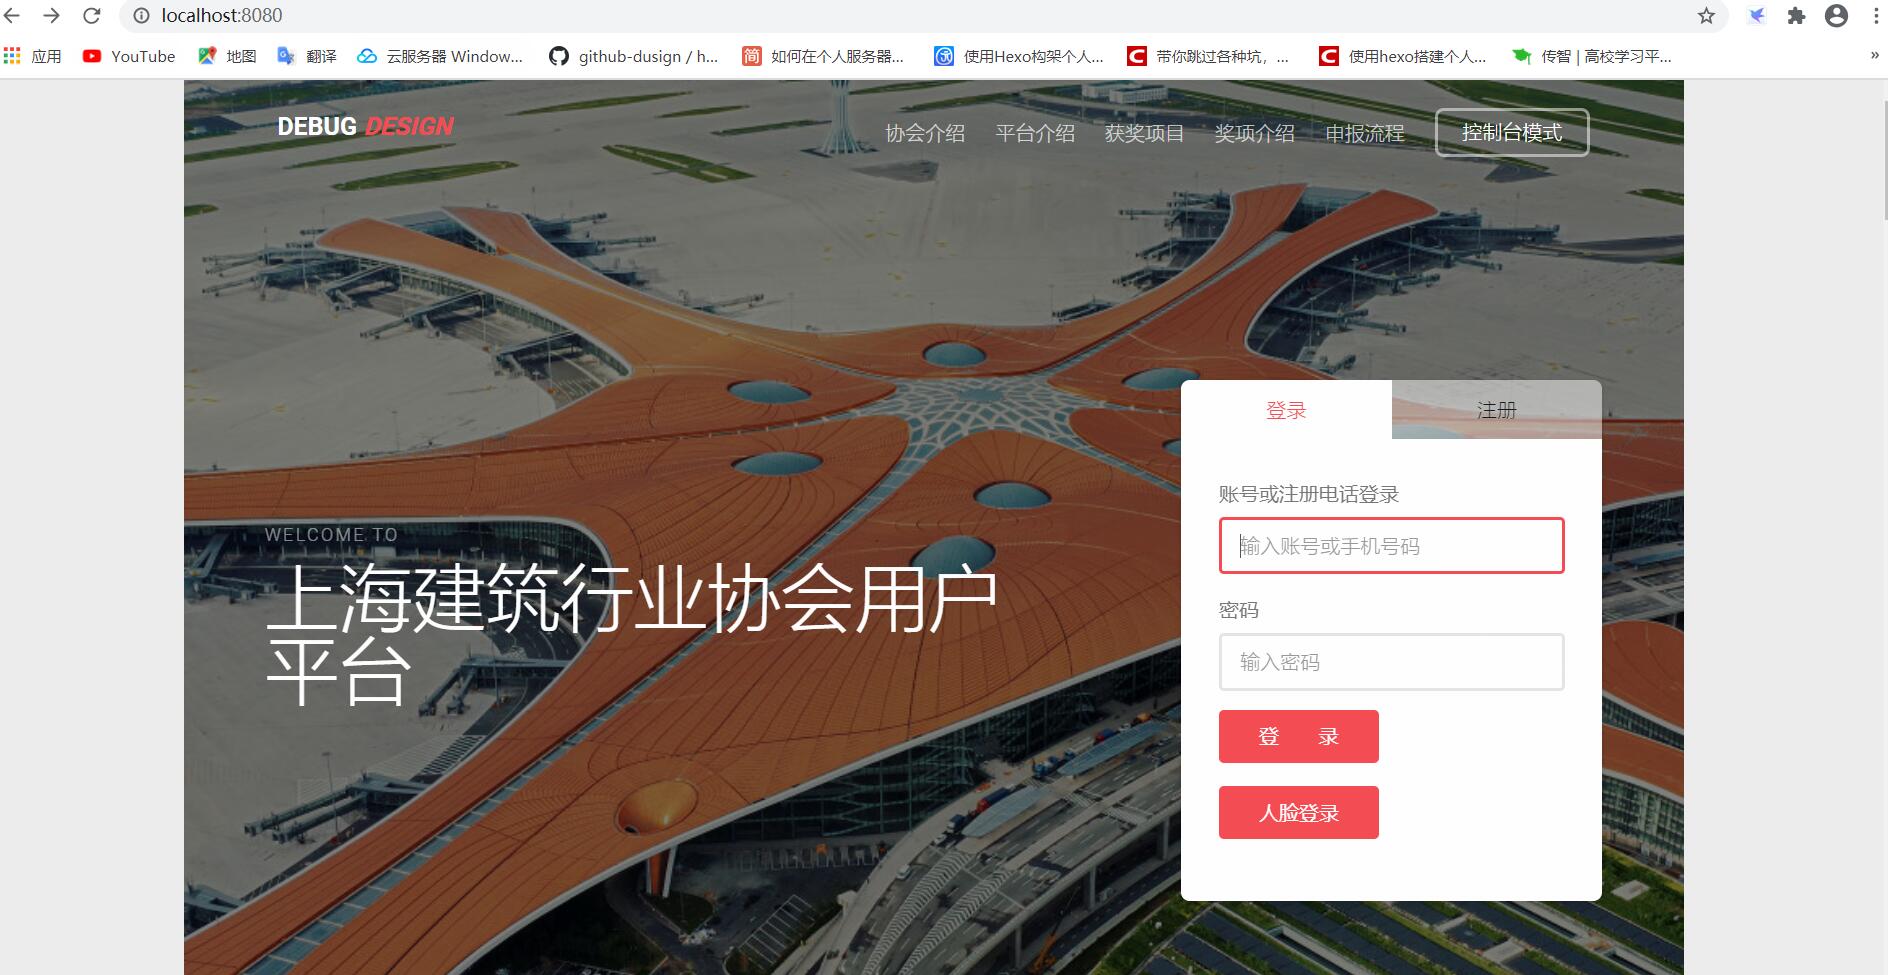 localhost:8080
应用 YouTube 地图 翻译 云服务器 Window... github-dusign / h... 如何在个人服务器... 使用Hexo构架个人... 带你跳过各种坑，... 使用hexo搭建个人... 传智 | 高校学习平... »
DEBUG DESIGN
协会介绍 平台介绍 获奖项目 奖项介绍 申报流程 控制台模式
登录 注册
账号或注册电话登录
输入账号或手机号码
密码
输入密码
登 录
人脸登录
WELCOME TO
上海建筑行业协会用户
平台